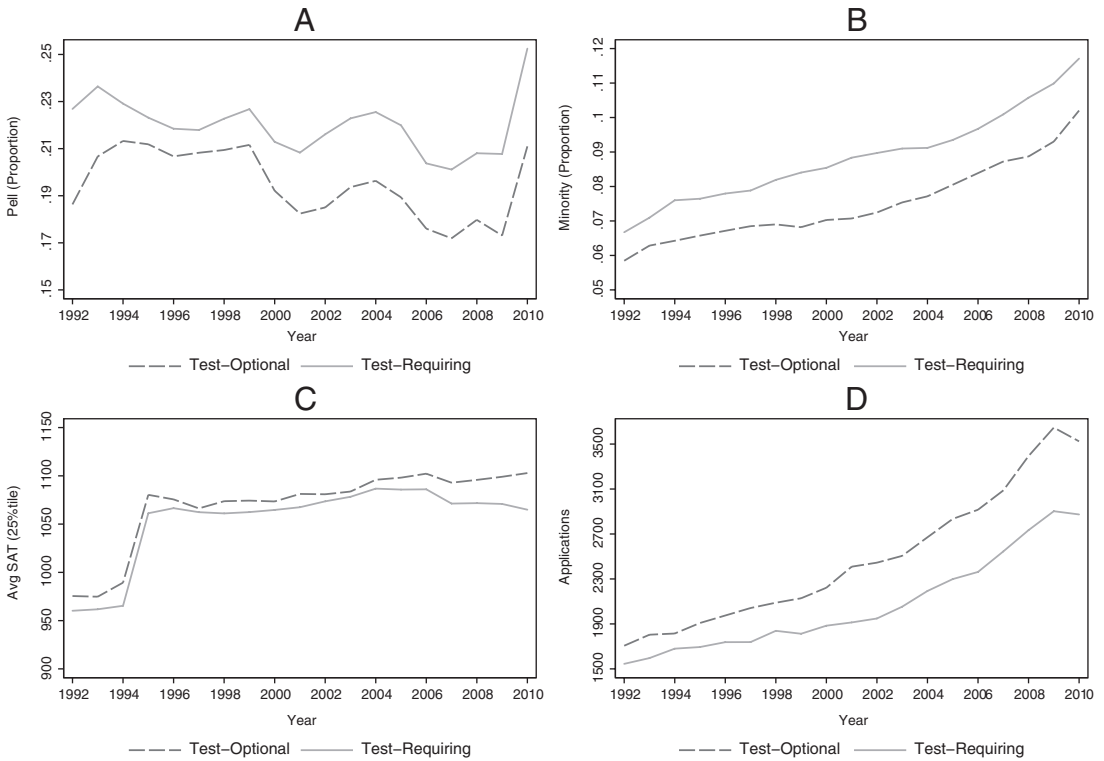 A
Pell (Proportion)
.25
.23
.21
.19
.17
.15
1992 1994 1996 1998 2000 2002 2004 2006 2008 2010
Year
Test−Optional Test−Requiring
B
Minority (Proportion)
.12
.11
.1
.09
.08
.07
.06
.05
1992 1994 1996 1998 2000 2002 2004 2006 2008 2010
Year
Test−Optional Test−Requiring
C
Avg SAT (25%tile)
1150
1100
1050
1000
950
900
1992 1994 1996 1998 2000 2002 2004 2006 2008 2010
Year
Test−Optional Test−Requiring
D
Applications
3500
3100
2700
2300
1900
1500
1992 1994 1996 1998 2000 2002 2004 2006 2008 2010
Year
Test−Optional Test−Requiring